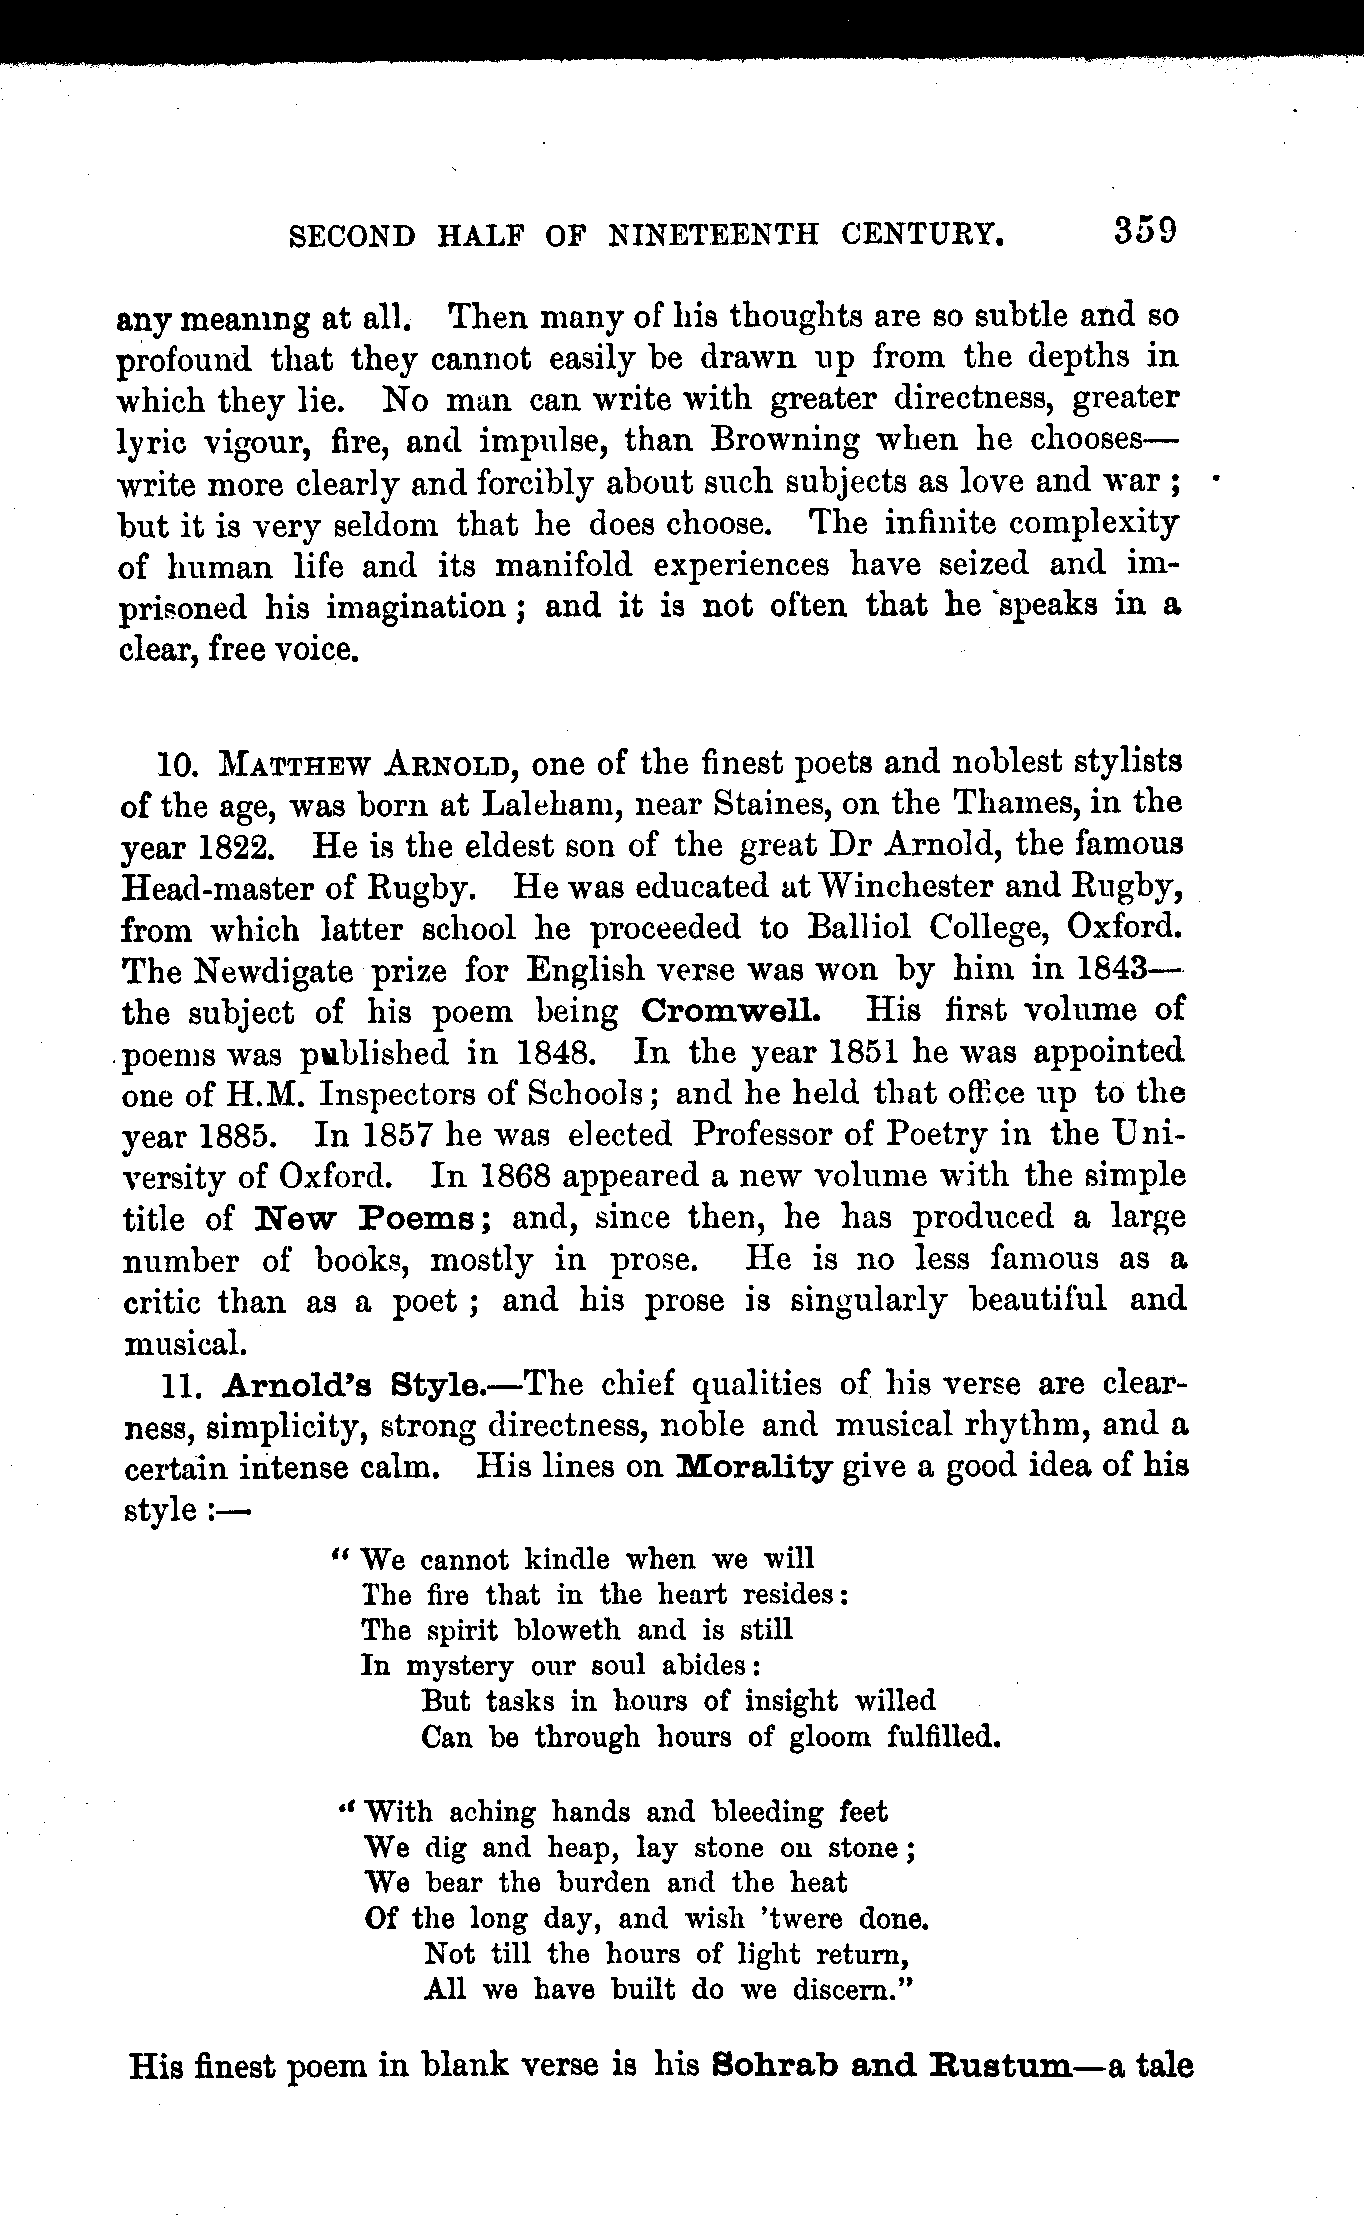 SECOND HALF OF NINETEENTH CENTURY. 359
any meaning at all. Then many of his thoughts are so subtle and so
profound that they cannot easily be drawn up from the depths in
which they lie. No man can write with greater directness, greater
lyric vigour, fire, and impulse, than Browning when he chooses—
write more clearly and forcibly about such subjects as love and war ;
but it is very seldom that he does choose. The infinite complexity
of human life and its manifold experiences have seized and im-
prisoned his imagination ; and it is not often that he speaks in a
clear, free voice.
10. MATTHEW ARNOLD, one of the finest poets and noblest stylists
of the age, was born at Laleham, near Staines, on the Thames, in the
year 1822. He is the eldest son of the great Dr Arnold, the famous
Head-master of Rugby. He was educated at Winchester and Rugby,
from which latter school he proceeded to Balliol College, Oxford.
The Newdigate prize for English verse was won by him in 1843—
the subject of his poem being Cromwell. His first volume of
poems was published in 1848. In the year 1851 he was appointed
one of H.M. Inspectors of Schools; and he held that office up to the
year 1885. In 1857 he was elected Professor of Poetry in the Uni-
versity of Oxford. In 1868 appeared a new volume with the simple
title of New Poems; and, since then, he has produced a large
number of books, mostly in prose. He is no less famous as a
critic than as a poet ; and his prose is singularly beautiful and
musical.
11. Arnold's Style.—The chief qualities of his verse are clear-
ness, simplicity, strong directness, noble and musical rhythm, and a
certain intense calm. His lines on Morality give a good idea of his
style :—
“ We cannot kindle when we will
The fire that in the heart resides :
The spirit bloweth and is still
In mystery our soul abides :
But tasks in hours of insight willed
Can be through hours of gloom fulfilled.
“ With aching hands and bleeding feet
We dig and heap, lay stone on stone ;
We bear the burden and the heat
Of the long day, and wish 'twere done.
Not till the hours of light return,
All we have built do we discern.”
His finest poem in blank verse is his Sohrab and Rustum—a tale